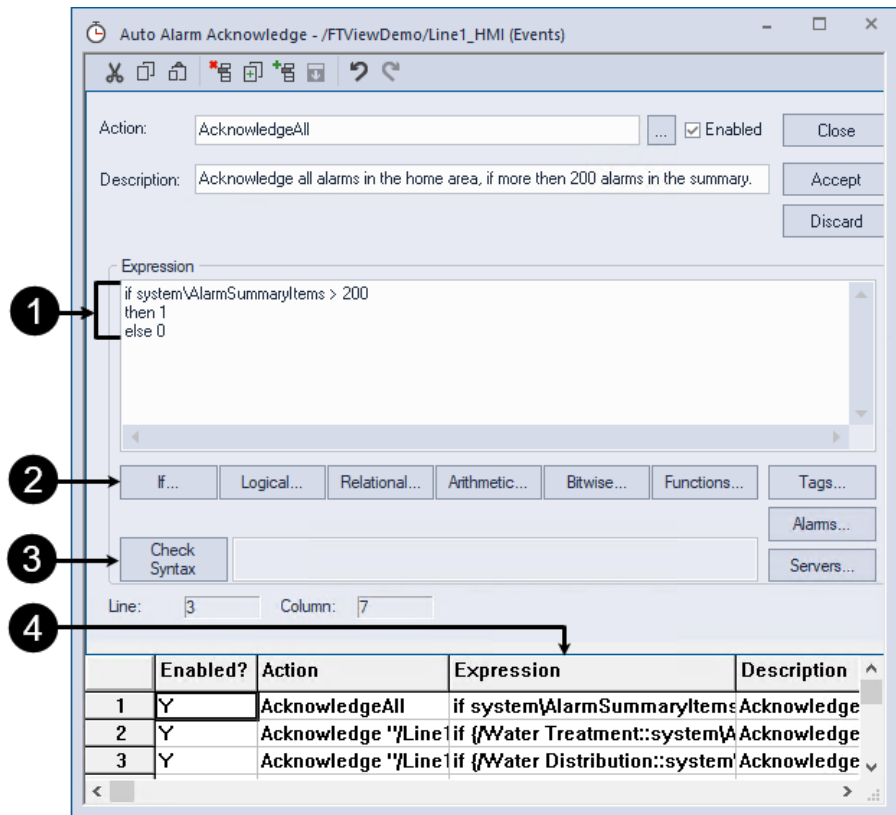 Auto Alarm Acknowledge - /FTViewDemo/Line1_HMI (Events)
Action: AcknowledgeAll ... Enabled Close
Description: Acknowledge all alarms in the home area, if more then 200 alarms in the summary. Accept
Discard
Expression
1 if system\AlarmSummaryItems > 200
then 1
else 0
2 If... Logical... Relational... Arithmetic... Bitwise... Functions... Tags...
Alarms...
3 Check Syntax Servers...
Line: 3 Column: 7
4
Enabled? Action Expression Description
1 Y AcknowledgeAll if system\AlarmSummaryItems Acknowledge
2 Y Acknowledge "/Line1 if {/Water Treatment::system\A Acknowledge
3 Y Acknowledge "/Line1 if {/Water Distribution::system\ Acknowledge